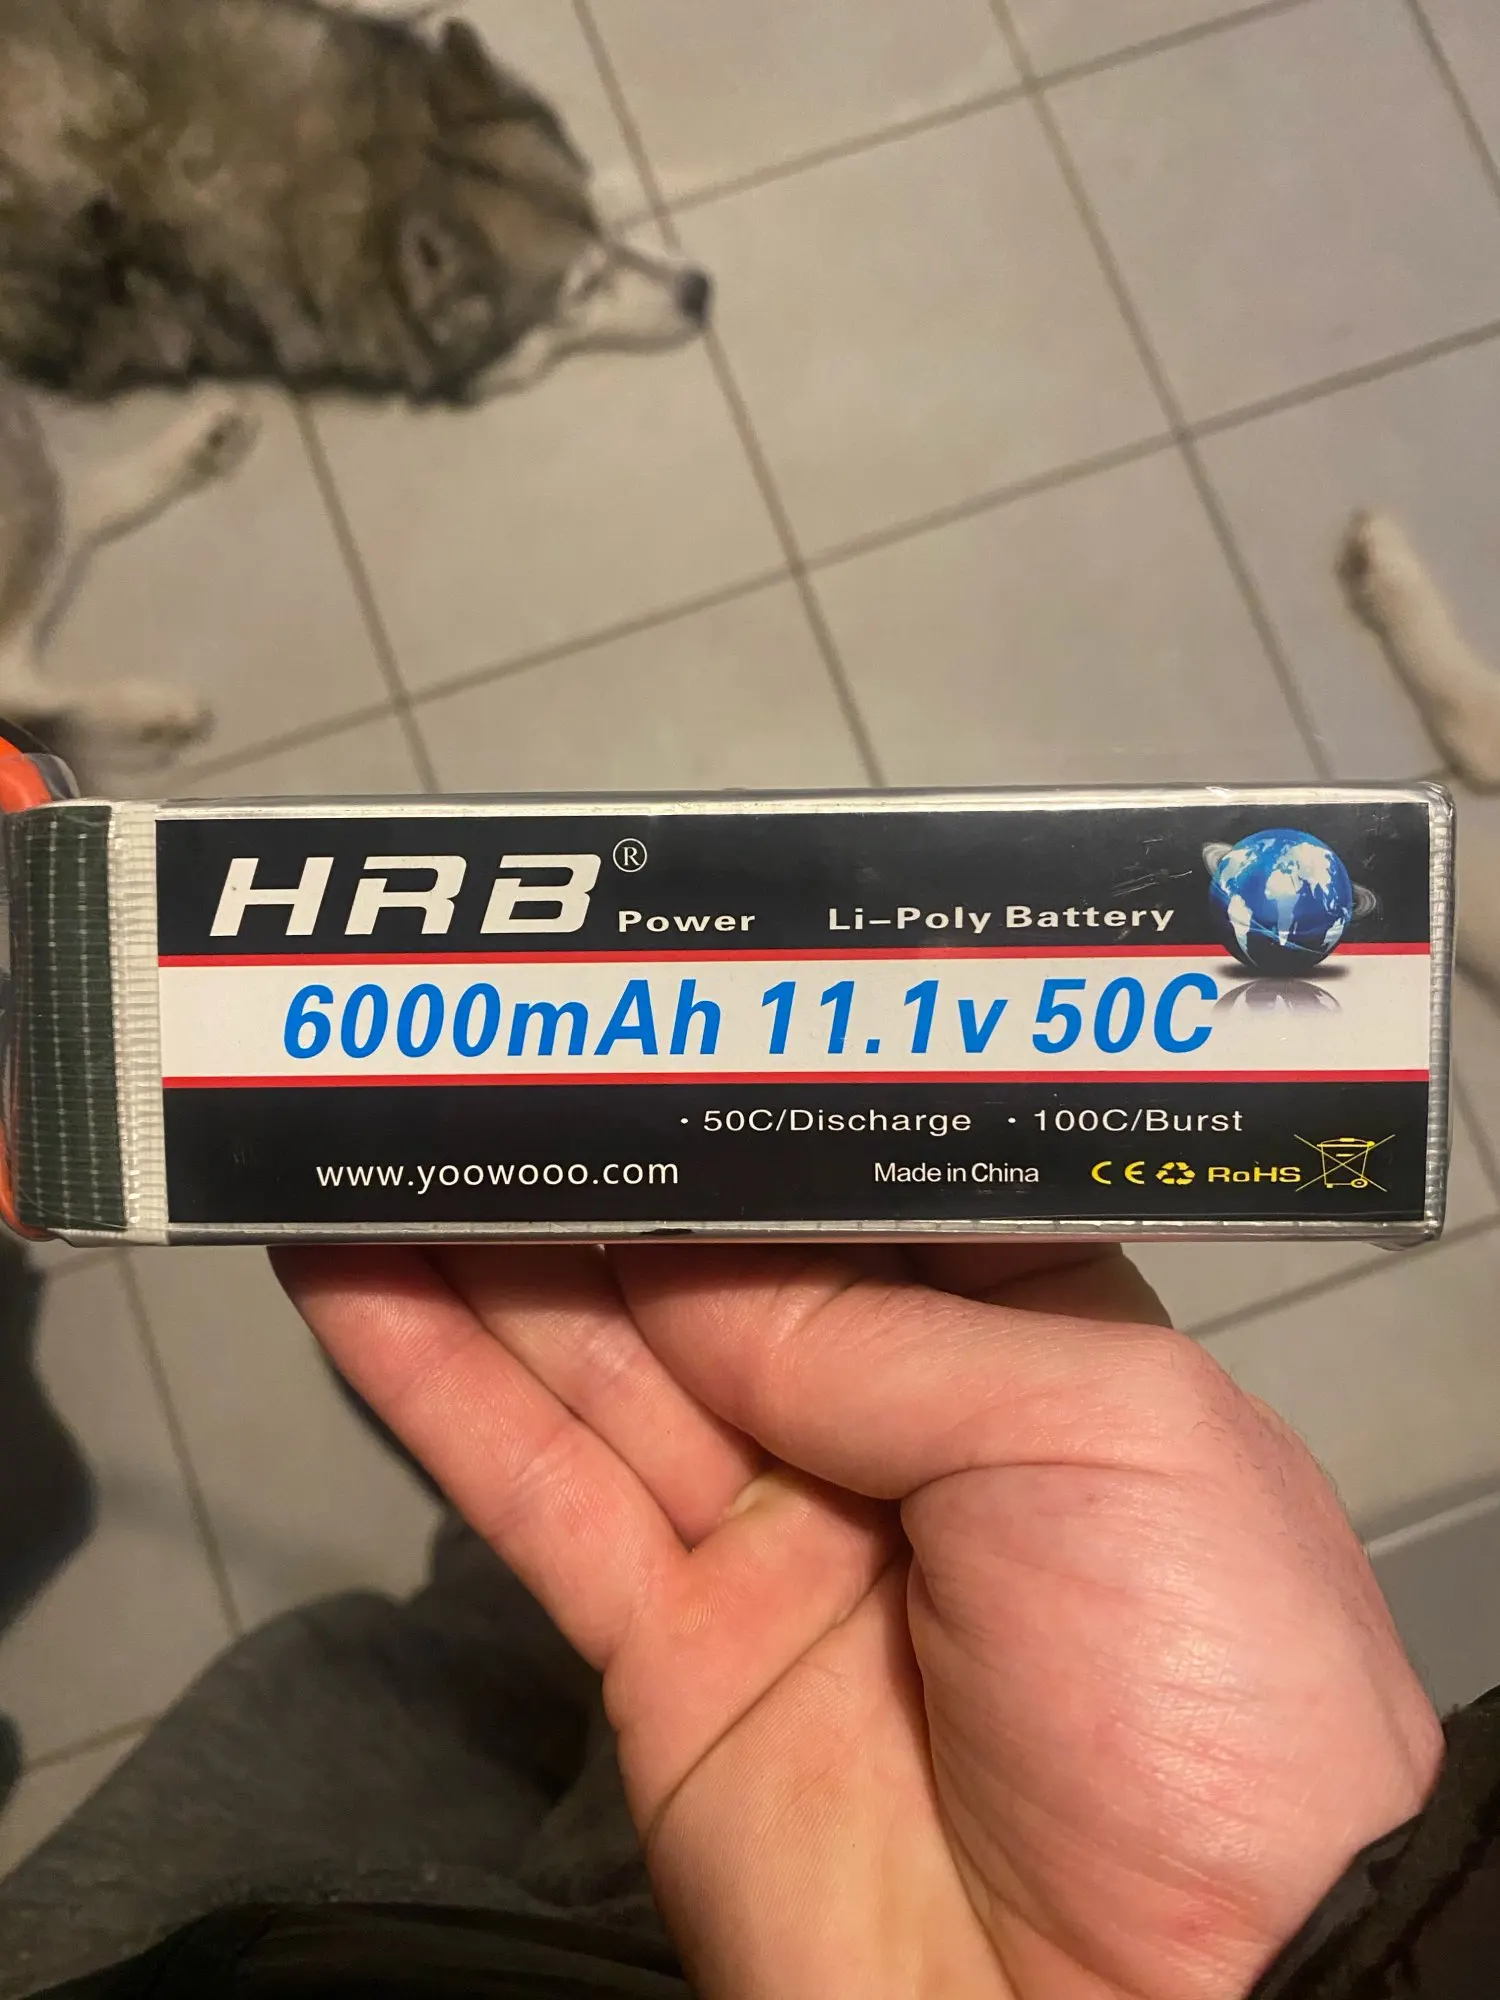 HRB® Power Li-Poly Battery
6000mAh 11.1v 50C
· 50C/Discharge · 100C/Burst
www.yoowooo.com Made in China CE RoHS